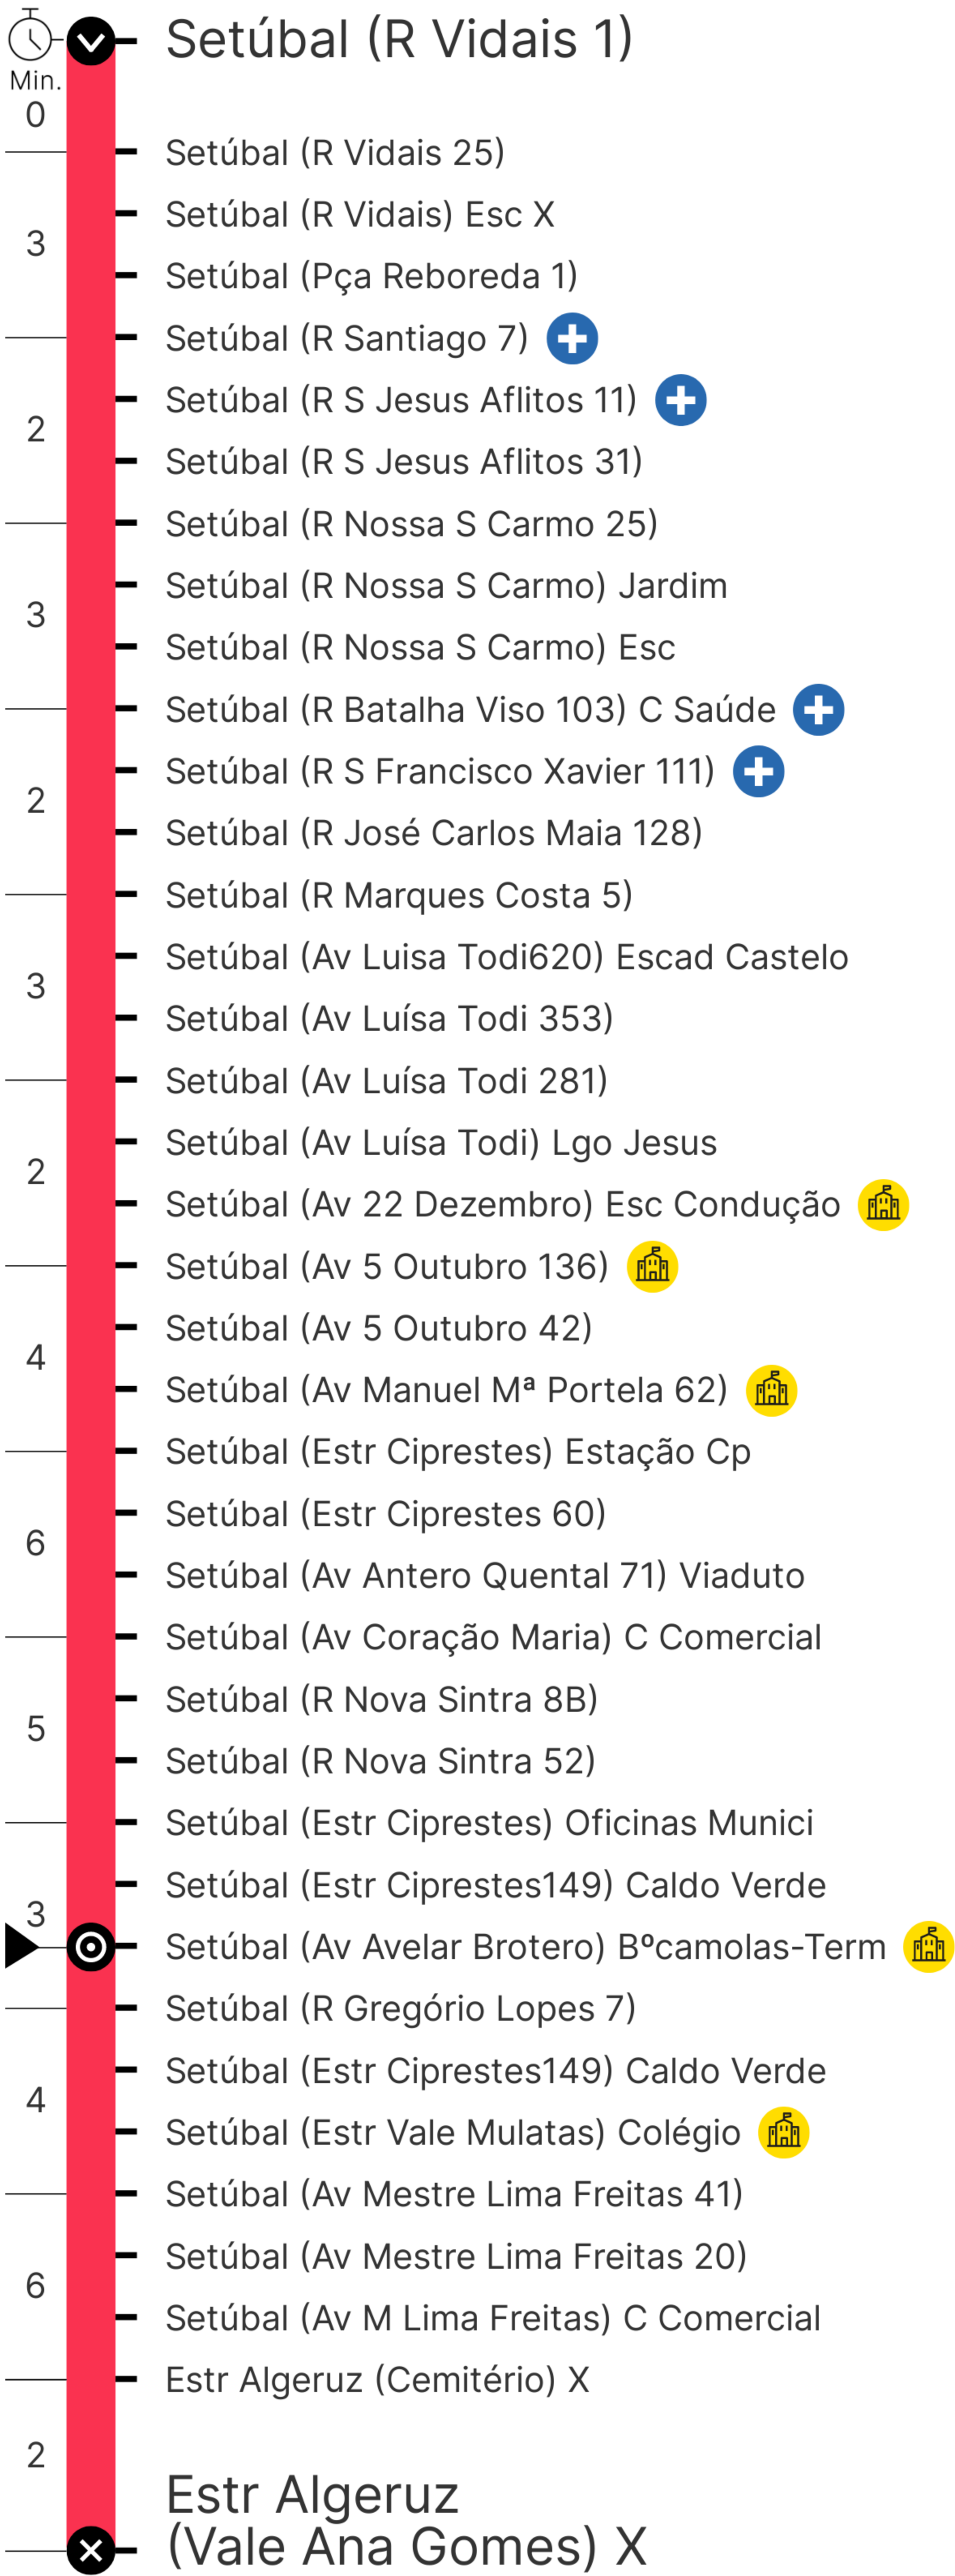 Setúbal (R Vidais 1)
Min.
0
Setúbal (R Vidais 25)
Setúbal (R Vidais) Esc X
3
Setúbal (Pça Reboreda 1)
Setúbal (R Santiago 7)
Setúbal (R S Jesus Aflitos 11)
2
Setúbal (R S Jesus Aflitos 31)
Setúbal (R Nossa S Carmo 25)
Setúbal (R Nossa S Carmo) Jardim
3
Setúbal (R Nossa S Carmo) Esc
Setúbal (R Batalha Viso 103) C Saúde
Setúbal (R S Francisco Xavier 111)
2
Setúbal (R José Carlos Maia 128)
Setúbal (R Marques Costa 5)
Setúbal (Av Luisa Todi620) Escad Castelo
3
Setúbal (Av Luísa Todi 353)
Setúbal (Av Luísa Todi 281)
Setúbal (Av Luísa Todi) Lgo Jesus
2
Setúbal (Av 22 Dezembro) Esc Condução
Setúbal (Av 5 Outubro 136)
Setúbal (Av 5 Outubro 42)
4
Setúbal (Av Manuel Mª Portela 62)
Setúbal (Estr Ciprestes) Estação Cp
Setúbal (Estr Ciprestes 60)
6
Setúbal (Av Antero Quental 71) Viaduto
Setúbal (Av Coração Maria) C Comercial
Setúbal (R Nova Sintra 8B)
5
Setúbal (R Nova Sintra 52)
Setúbal (Estr Ciprestes) Oficinas Munici
Setúbal (Estr Ciprestes149) Caldo Verde
3
Setúbal (Av Avelar Brotero) Bºcamolas-Term
Setúbal (R Gregório Lopes 7)
Setúbal (Estr Ciprestes149) Caldo Verde
4
Setúbal (Estr Vale Mulatas) Colégio
Setúbal (Av Mestre Lima Freitas 41)
Setúbal (Av Mestre Lima Freitas 20)
6
Setúbal (Av M Lima Freitas) C Comercial
Estr Algeruz (Cemitério) X
2
Estr Algeruz
(Vale Ana Gomes) X